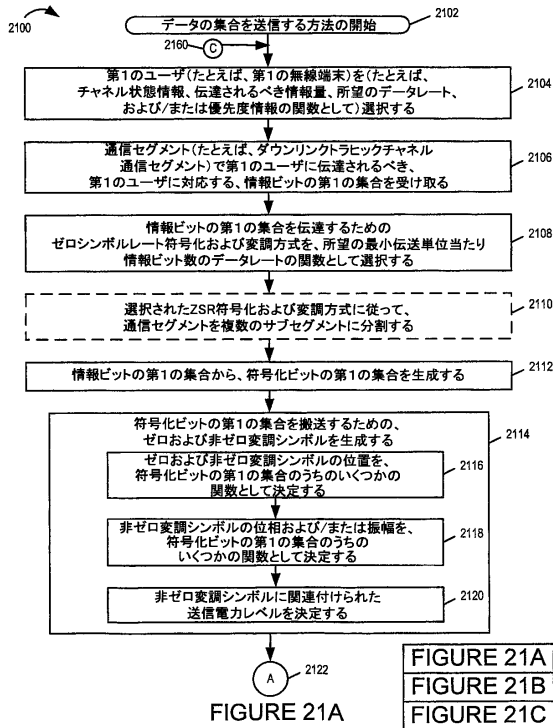 2100
データの集合を送信する方法の開始
2102
2160
C
第1のユーザ(たとえば、第1の無線端末)を(たとえば、
チャネル状態情報、伝達されるべき情報量、所望のデータレート、
および/または優先度情報の関数として)選択する
2104
通信セグメント(たとえば、ダウンリンクトラヒックチャネル
通信セグメント)で第1のユーザに伝達されるべき、
第1のユーザに対応する、情報ビットの第1の集合を受け取る
2106
情報ビットの第1の集合を伝達するための
ゼロシンボルレート符号化および変調方式を、所望の最小伝送単位当たり
情報ビット数のデータレートの関数として選択する
2108
選択されたZSR符号化および変調方式に従って、
通信セグメントを複数のサブセグメントに分割する
2110
情報ビットの第1の集合から、符号化ビットの第1の集合を生成する
2112
符号化ビットの第1の集合を搬送するための、
ゼロおよび非ゼロ変調シンボルを生成する
2114
ゼロおよび非ゼロ変調シンボルの位置を、
符号化ビットの第1の集合のうちのいくつかの
関数として決定する
2116
非ゼロ変調シンボルの位相および/または振幅を、
符号化ビットの第1の集合のうちの
いくつかの関数として決定する
2118
非ゼロ変調シンボルに関連付けられた
送信電力レベルを決定する
2120
A
2122
FIGURE 21A
FIGURE 21A
FIGURE 21B
FIGURE 21C